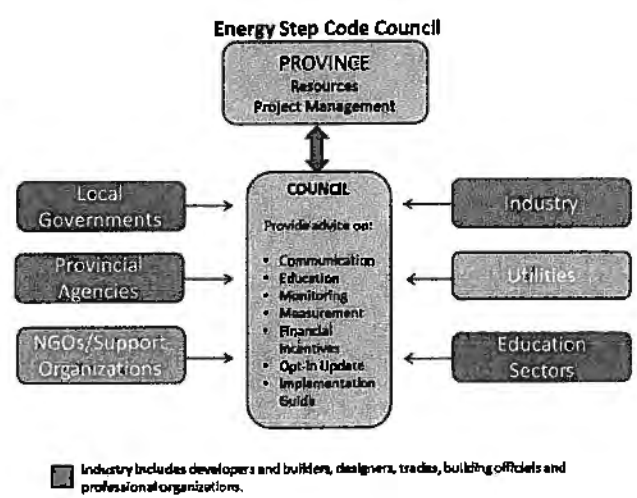 Energy Step Code Council
PROVINCE
Resources
Project Management
COUNCIL
Provide advice on:
• Communication
• Education
• Monitoring
• Measurement
• Financial
Incentives
• Opt-In Update
• Implementation
Guide
Local
Governments
Provincial
Agencies
NGOs/Support
Organizations
Industry
Utilities
Education
Sectors
Industry includes developers and builders, designers, trades, building officials and
professional organizations.